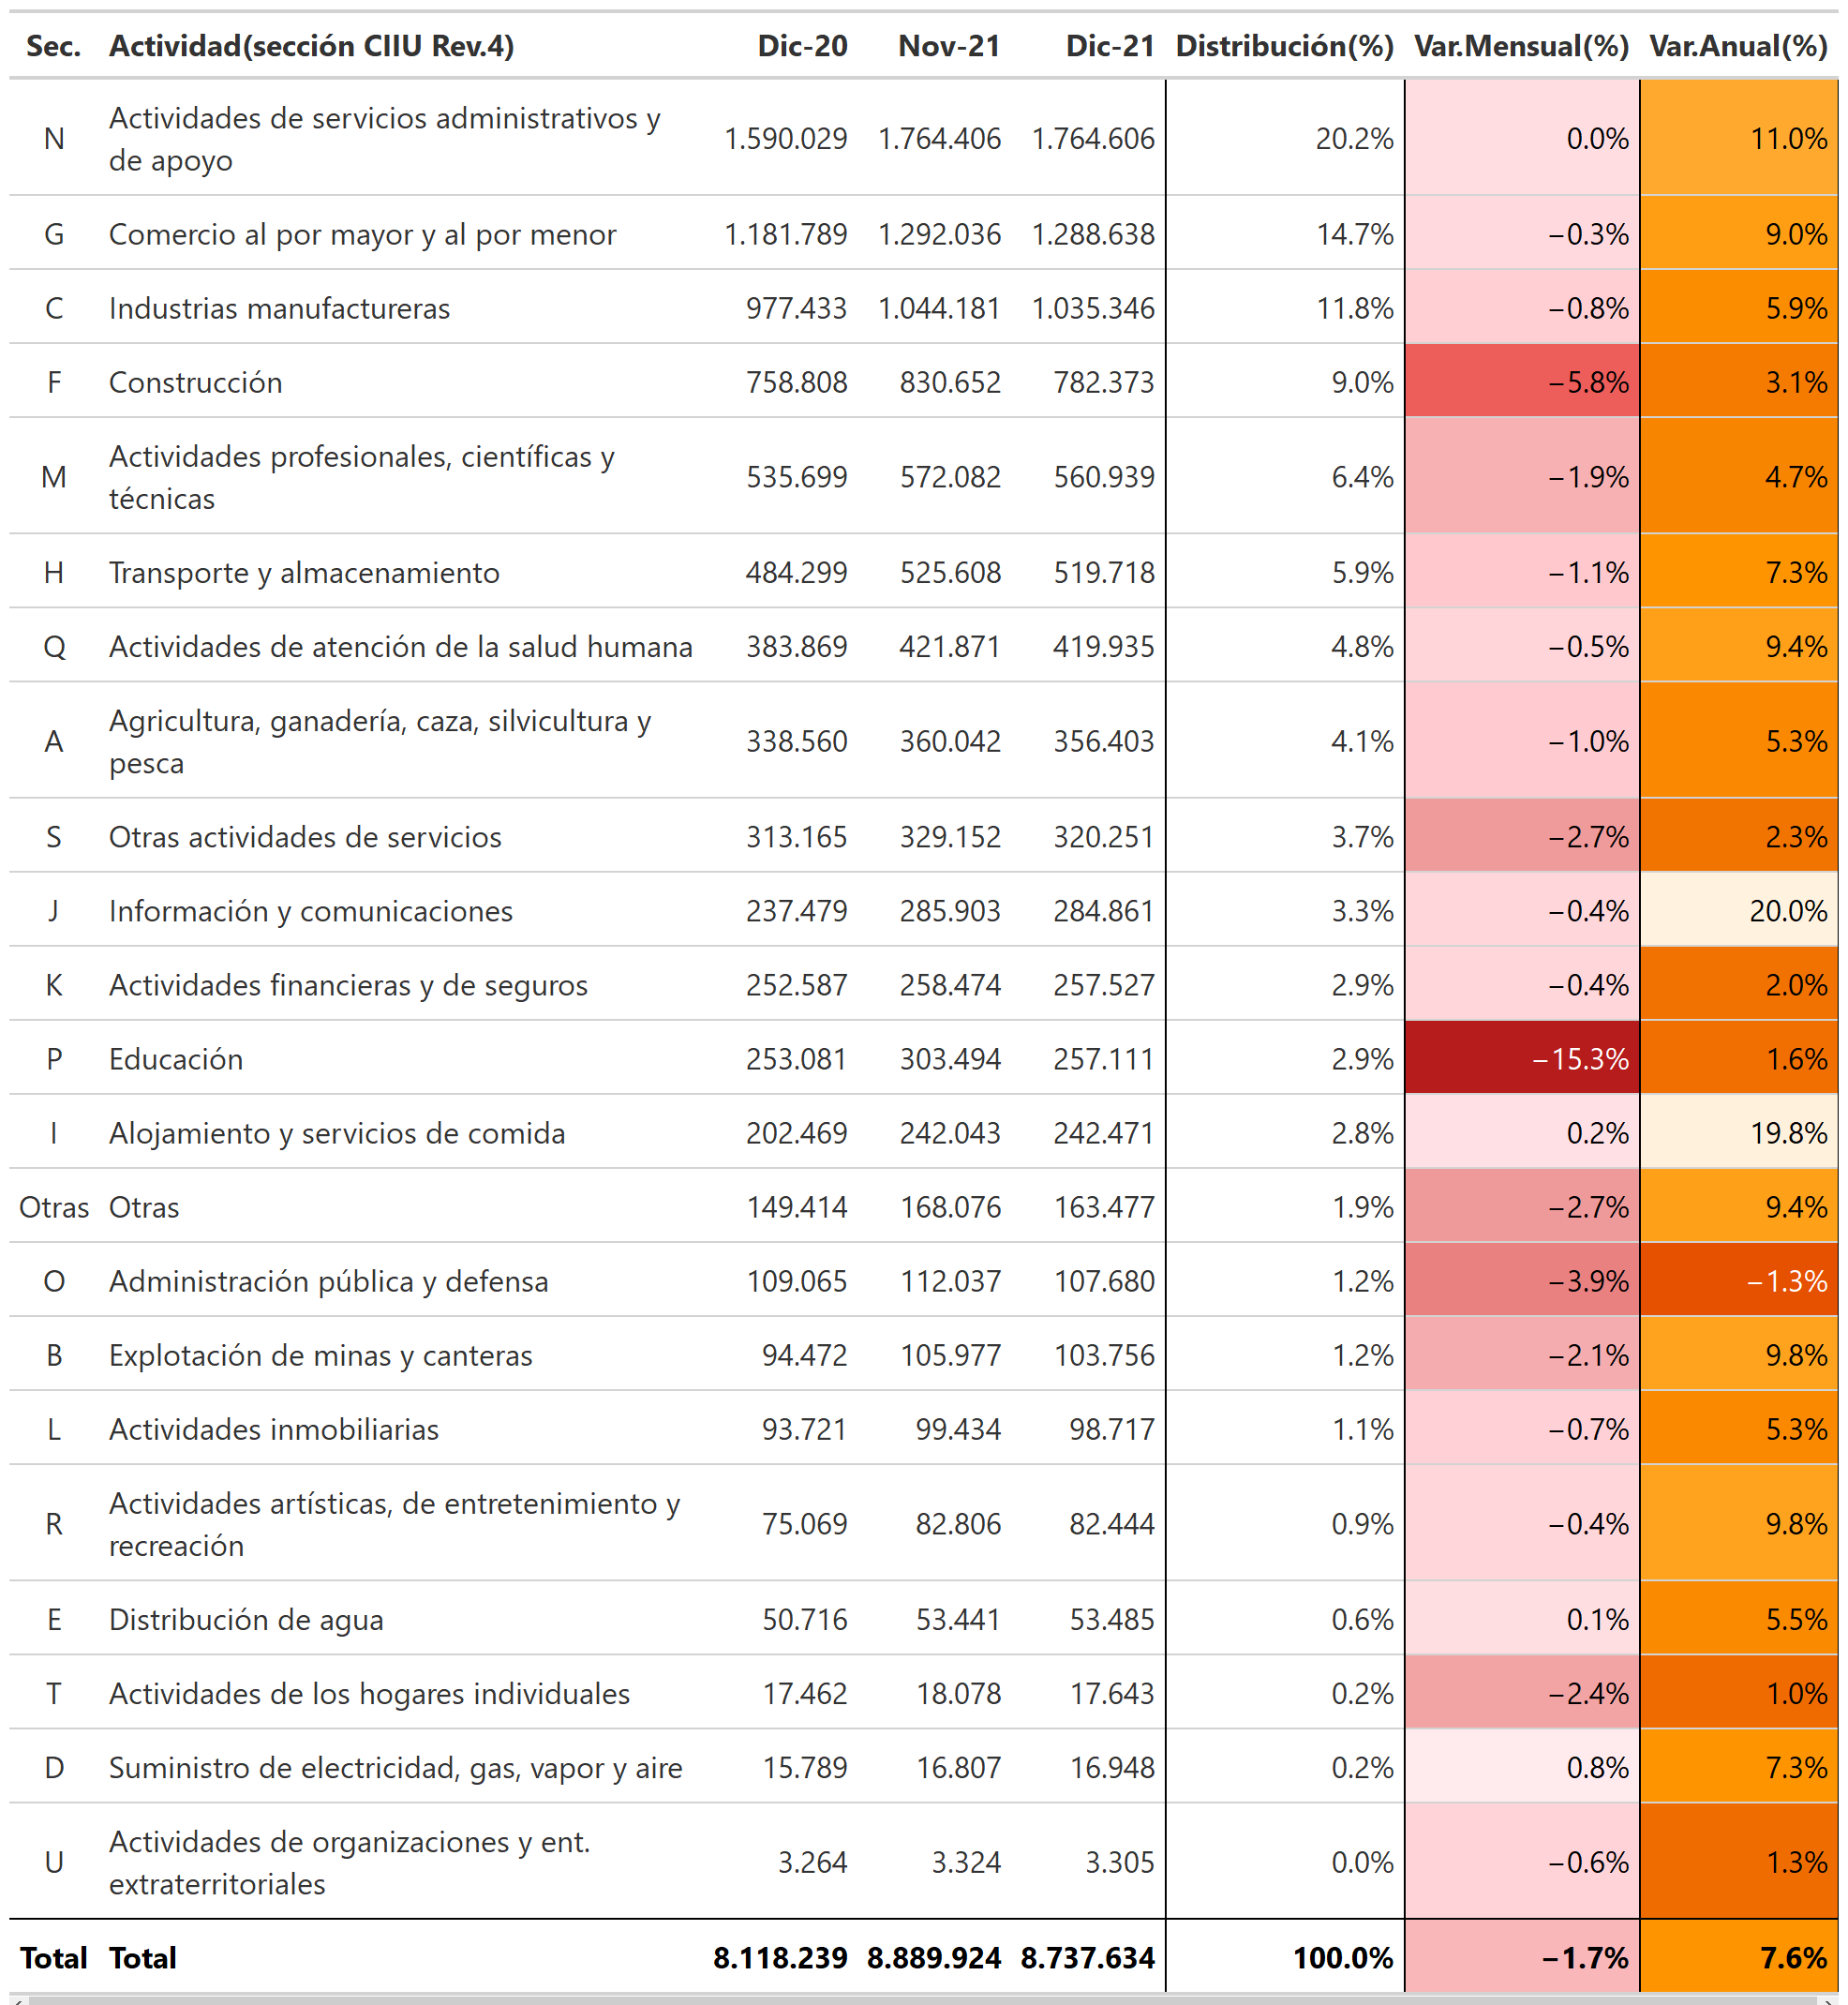 Sec. Actividad(sección CIIU Rev.4) Dic-20 Nov-21 Dic-21 Distribución(%) Var.Mensual(%) Var.Anual(%)
N Actividades de servicios administrativos y de apoyo 1.590.029 1.764.406 1.764.606 20.2% 0.0% 11.0%
G Comercio al por mayor y al por menor 1.181.789 1.292.036 1.288.638 14.7% −0.3% 9.0%
C Industrias manufactureras 977.433 1.044.181 1.035.346 11.8% −0.8% 5.9%
F Construcción 758.808 830.652 782.373 9.0% −5.8% 3.1%
M Actividades profesionales, científicas y técnicas 535.699 572.082 560.939 6.4% −1.9% 4.7%
H Transporte y almacenamiento 484.299 525.608 519.718 5.9% −1.1% 7.3%
Q Actividades de atención de la salud humana 383.869 421.871 419.935 4.8% −0.5% 9.4%
A Agricultura, ganadería, caza, silvicultura y pesca 338.560 360.042 356.403 4.1% −1.0% 5.3%
S Otras actividades de servicios 313.165 329.152 320.251 3.7% −2.7% 2.3%
J Información y comunicaciones 237.479 285.903 284.861 3.3% −0.4% 20.0%
K Actividades financieras y de seguros 252.587 258.474 257.527 2.9% −0.4% 2.0%
P Educación 253.081 303.494 257.111 2.9% −15.3% 1.6%
I Alojamiento y servicios de comida 202.469 242.043 242.471 2.8% 0.2% 19.8%
Otras Otras 149.414 168.076 163.477 1.9% −2.7% 9.4%
O Administración pública y defensa 109.065 112.037 107.680 1.2% −3.9% −1.3%
B Explotación de minas y canteras 94.472 105.977 103.756 1.2% −2.1% 9.8%
L Actividades inmobiliarias 93.721 99.434 98.717 1.1% −0.7% 5.3%
R Actividades artísticas, de entretenimiento y recreación 75.069 82.806 82.444 0.9% −0.4% 9.8%
E Distribución de agua 50.716 53.441 53.485 0.6% 0.1% 5.5%
T Actividades de los hogares individuales 17.462 18.078 17.643 0.2% −2.4% 1.0%
D Suministro de electricidad, gas, vapor y aire 15.789 16.807 16.948 0.2% 0.8% 7.3%
U Actividades de organizaciones y ent. extraterritoriales 3.264 3.324 3.305 0.0% −0.6% 1.3%
Total Total 8.118.239 8.889.924 8.737.634 100.0% −1.7% 7.6%